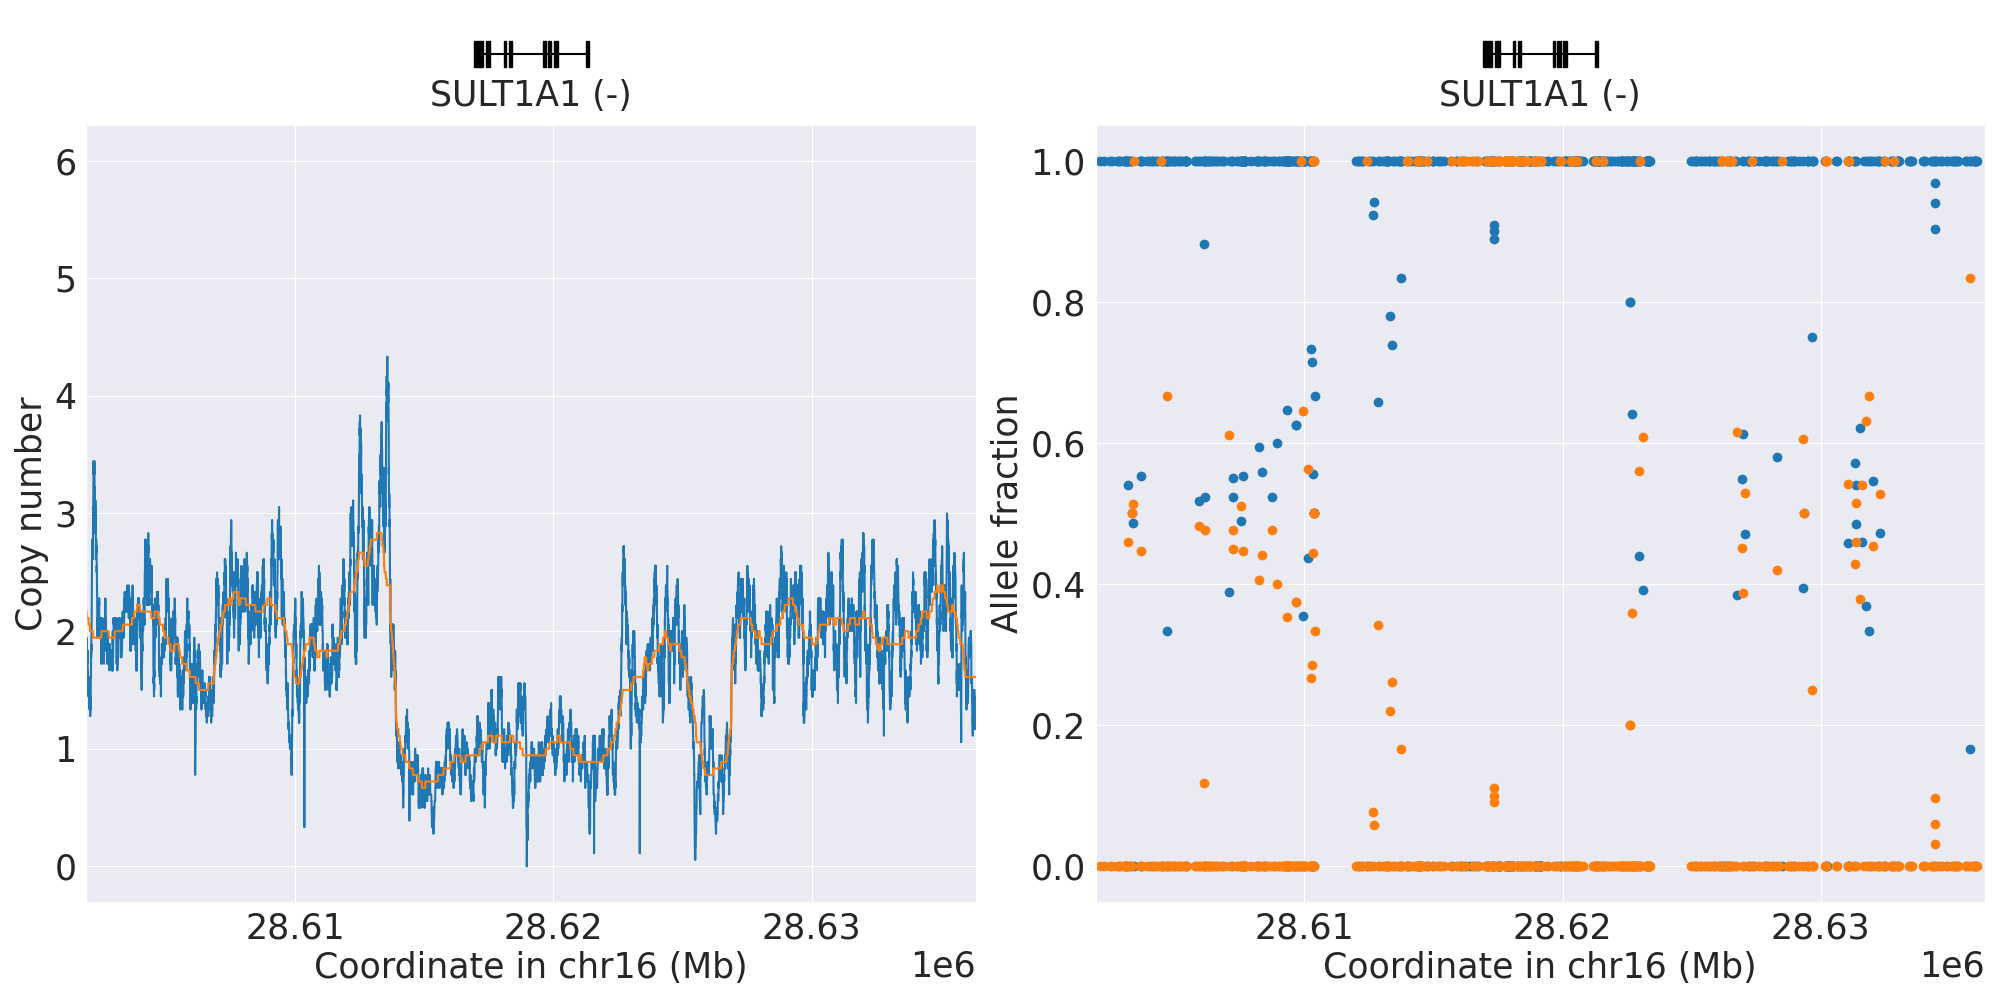 SULT1A1 (-)
SULT1A1 (-)
Copy number
6
5
4
3
2
1
0
28.61
28.62
28.63
Coordinate in chr16 (Mb)
1e6
Allele fraction
1.0
0.8
0.6
0.4
0.2
0.0
28.61
28.62
28.63
Coordinate in chr16 (Mb)
1e6